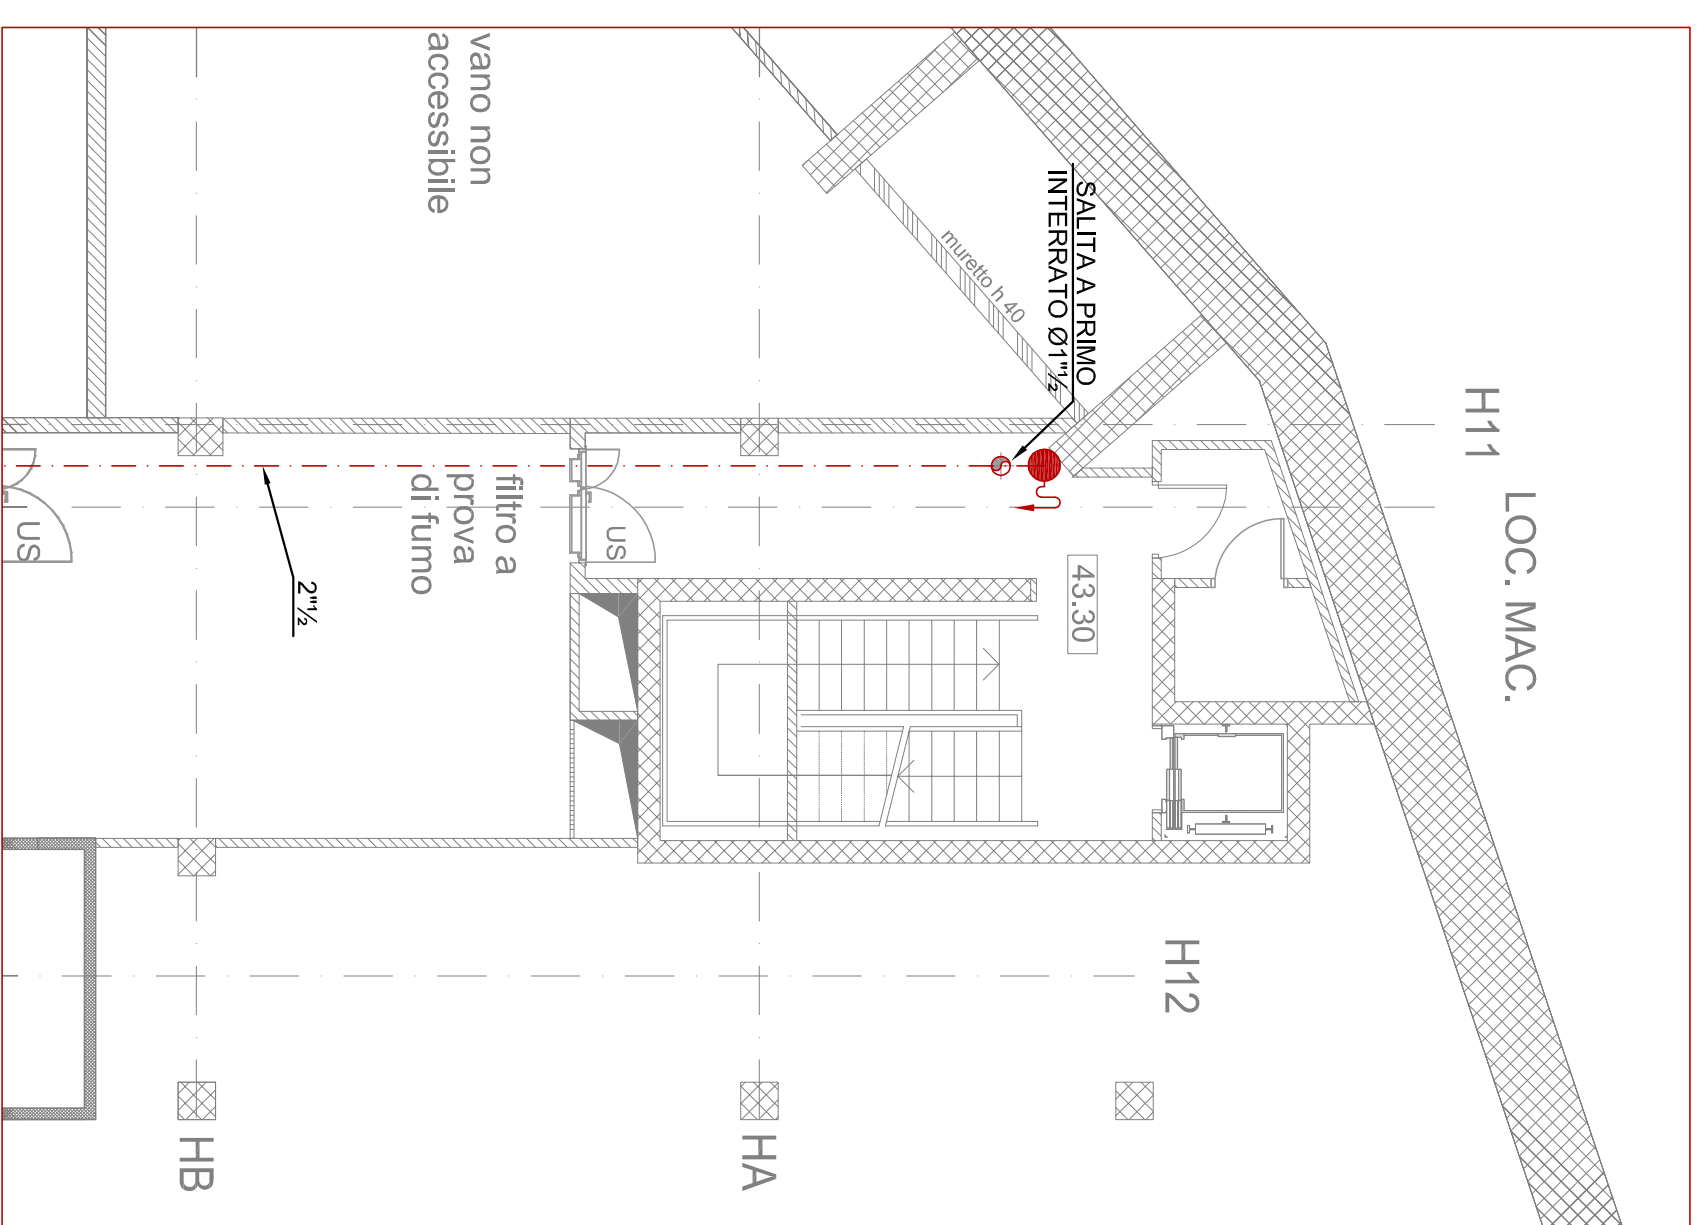 vano non
accessibile
SALITA A PRIMO
INTERRATO Ø1"½
muretto h 40
H11
LOC. MAC.
filtro a
prova
di fumo
US
US
2"½
43.30
H12
HB
HA